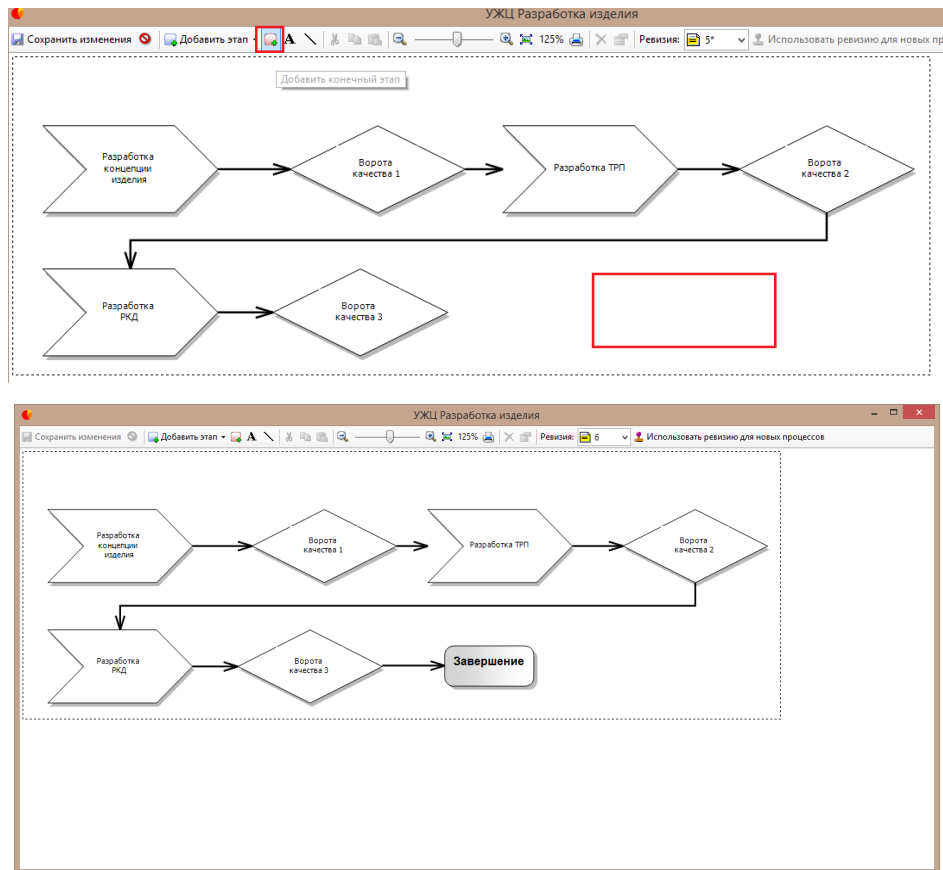 УЖЦ Разработка изделия
Сохранить изменения Добавить этап A 125% Ревизия: 5* Использовать ревизию для новых пр
Добавить конечный этап
Разработка
концепции
изделия
Ворота
качества 1
Разработка ТРП
Ворота
качества 2
Разработка
РКД
Ворота
качества 3
УЖЦ Разработка изделия
Сохранить изменения Добавить этап A 125% Ревизия: 6 Использовать ревизию для новых процессов
Разработка
концепции
изделия
Ворота
качества 1
Разработка ТРП
Ворота
качества 2
Разработка
РКД
Ворота
качества 3
Завершение